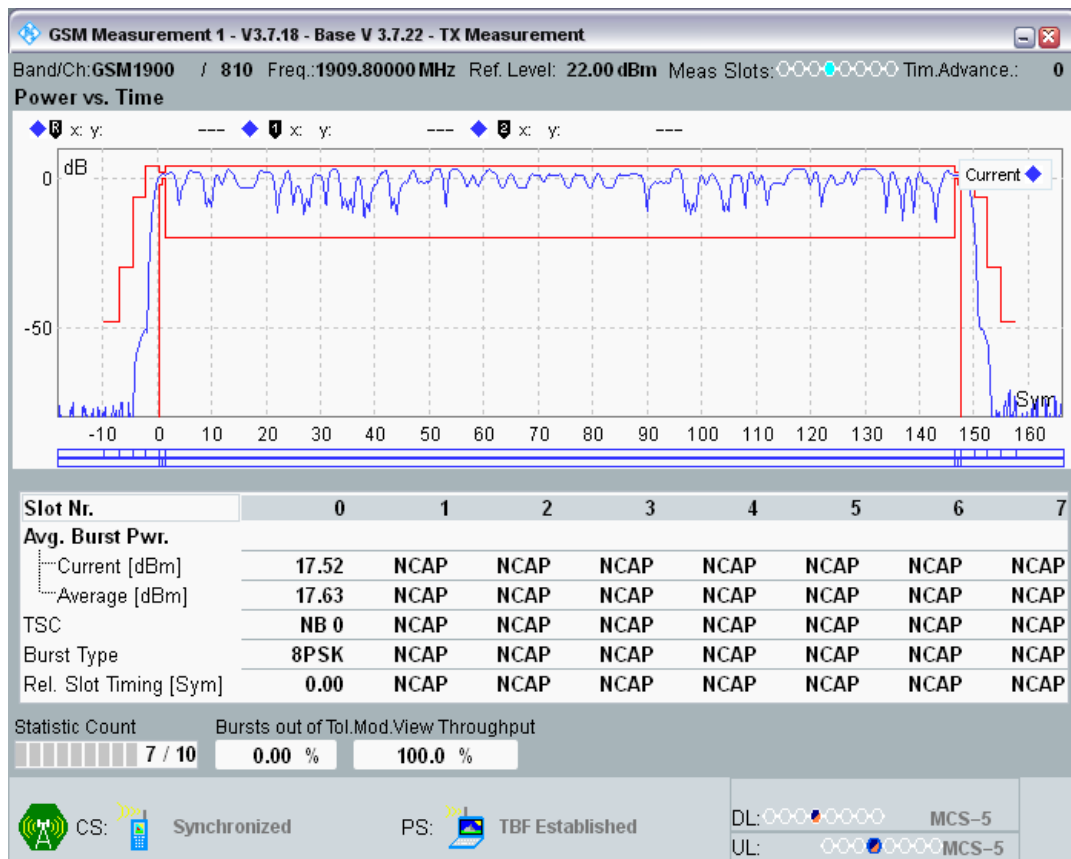 GSM Measurement 1 - V3.7.18 - Base V 3.7.22 - TX Measurement
Band/Ch:GSM1900 / 810 Freq.:1909.80000 MHz Ref. Level: 22.00 dBm Meas Slots: Tim.Advance.: 0
Power vs. Time
R x: y: --- 1 x: y: --- 2 x: y: ---
dB
0
Current
-50
Sym
-10 0 10 20 30 40 50 60 70 80 90 100 110 120 130 140 150 160
Slot Nr. 0 1 2 3 4 5 6 7
Avg. Burst Pwr.
Current [dBm] 17.52 NCAP NCAP NCAP NCAP NCAP NCAP NCAP
Average [dBm] 17.63 NCAP NCAP NCAP NCAP NCAP NCAP NCAP
TSC NB 0 NCAP NCAP NCAP NCAP NCAP NCAP NCAP
Burst Type 8PSK NCAP NCAP NCAP NCAP NCAP NCAP NCAP
Rel. Slot Timing [Sym] 0.00 NCAP NCAP NCAP NCAP NCAP NCAP NCAP
Statistic Count Bursts out of Tol.Mod.View Throughput
7 / 10 0.00 % 100.0 %
CS: Synchronized PS: TBF Established DL: MCS-5
UL: MCS-5